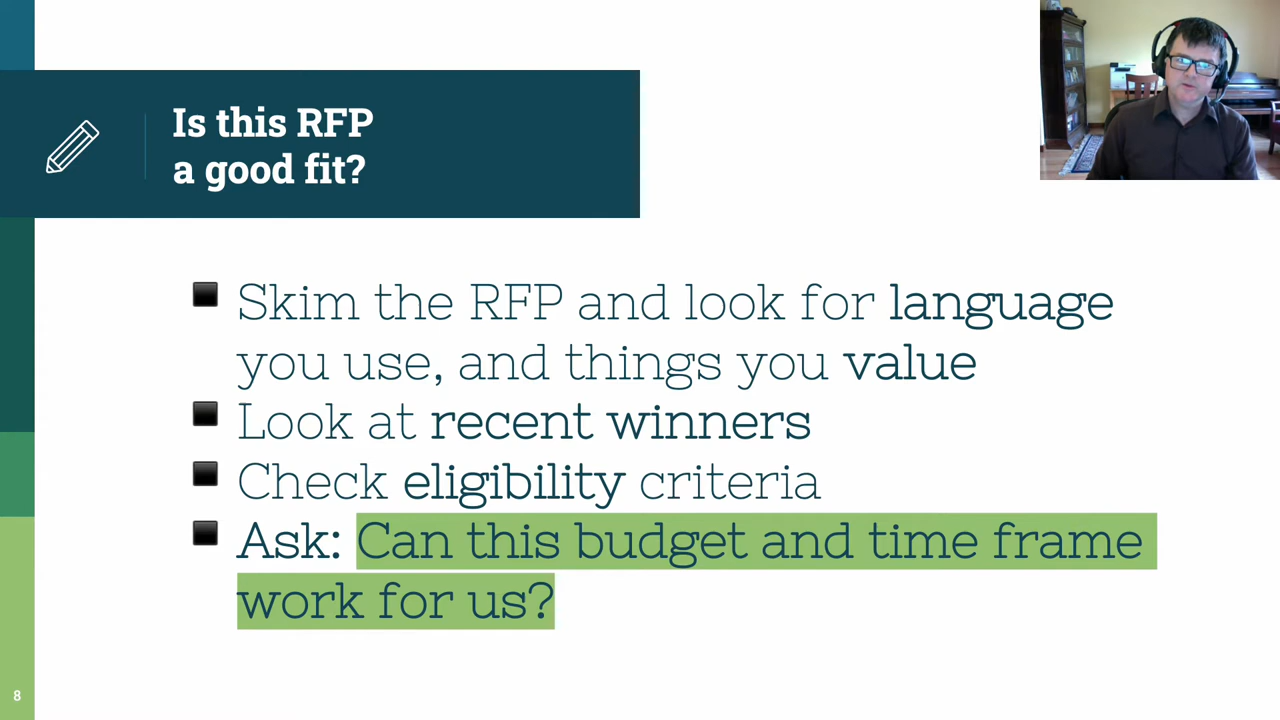 Is this RFP
a good fit?
Skim the RFP and look for language
you use, and things you value
Look at recent winners
Check eligibility criteria
Ask: Can this budget and time frame
work for us?
8